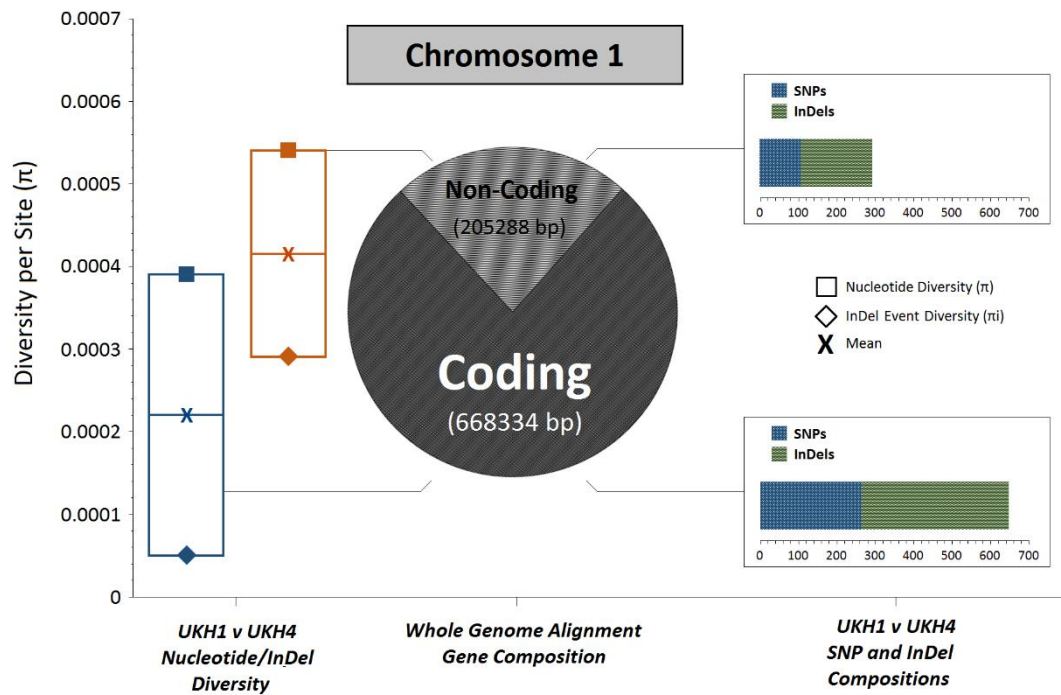 Chromosome 1
Diversity per Site (π)
0.0007
0.0006
0.0005
0.0004
0.0003
0.0002
0.0001
0
X
X
Non-Coding
(205288 bp)
Coding
(668334 bp)
SNPs
InDels
0 100 200 300 400 500 600 700
Nucleotide Diversity (π)
InDel Event Diversity (πi)
X Mean
SNPs
InDels
0 100 200 300 400 500 600 700
UKH1 v UKH4
Nucleotide/InDel
Diversity
Whole Genome Alignment
Gene Composition
UKH1 v UKH4
SNP and InDel
Compositions